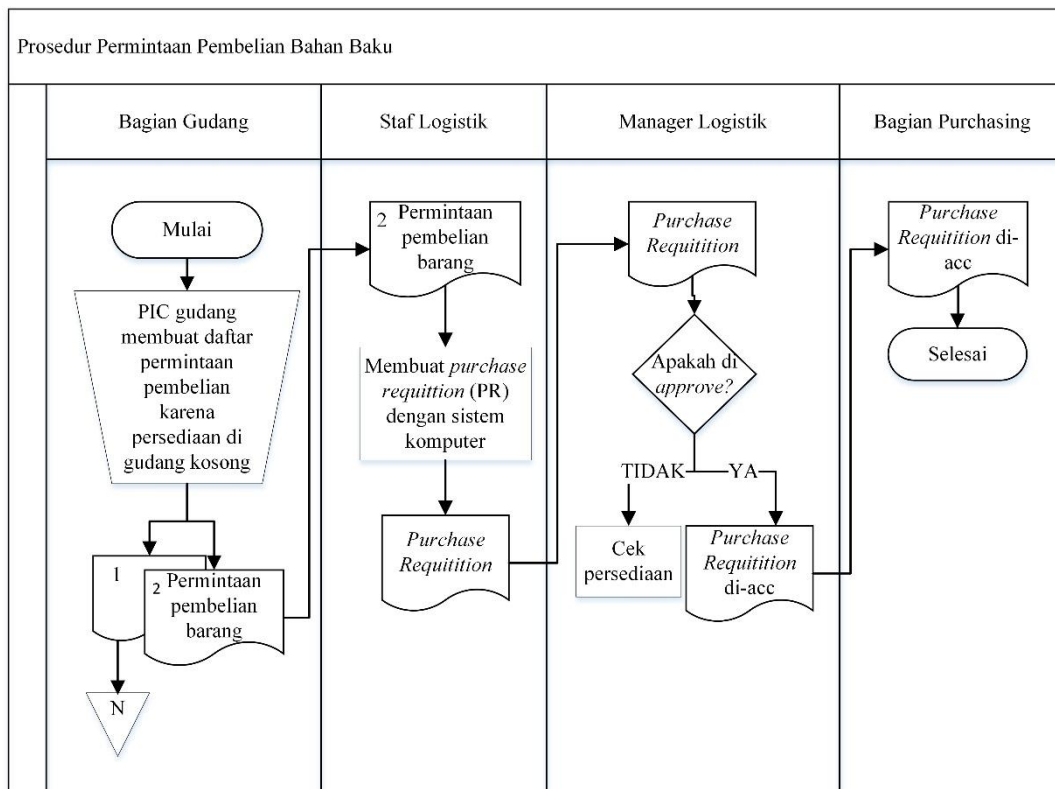 Prosedur Permintaan Pembelian Bahan Baku
Bagian Gudang
Staf Logistik
Manager Logistik
Bagian Purchasing
Mulai
PIC gudang
membuat daftar
permintaan
pembelian
karena
persediaan di
gudang kosong
1
2 Permintaan
pembelian
barang
N
2 Permintaan
pembelian
barang
Membuat purchase
requittion (PR)
dengan sistem
komputer
Purchase
Requitition
Purchase
Requitition
Apakah di
approve?
TIDAK
YA
Cek
persediaan
Purchase
Requitition
di-acc
Purchase
Requitition di-
acc
Selesai